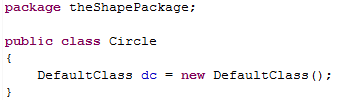 package theShapePackage;
public class Circle
{
DefaultClass dc = new DefaultClass();
}